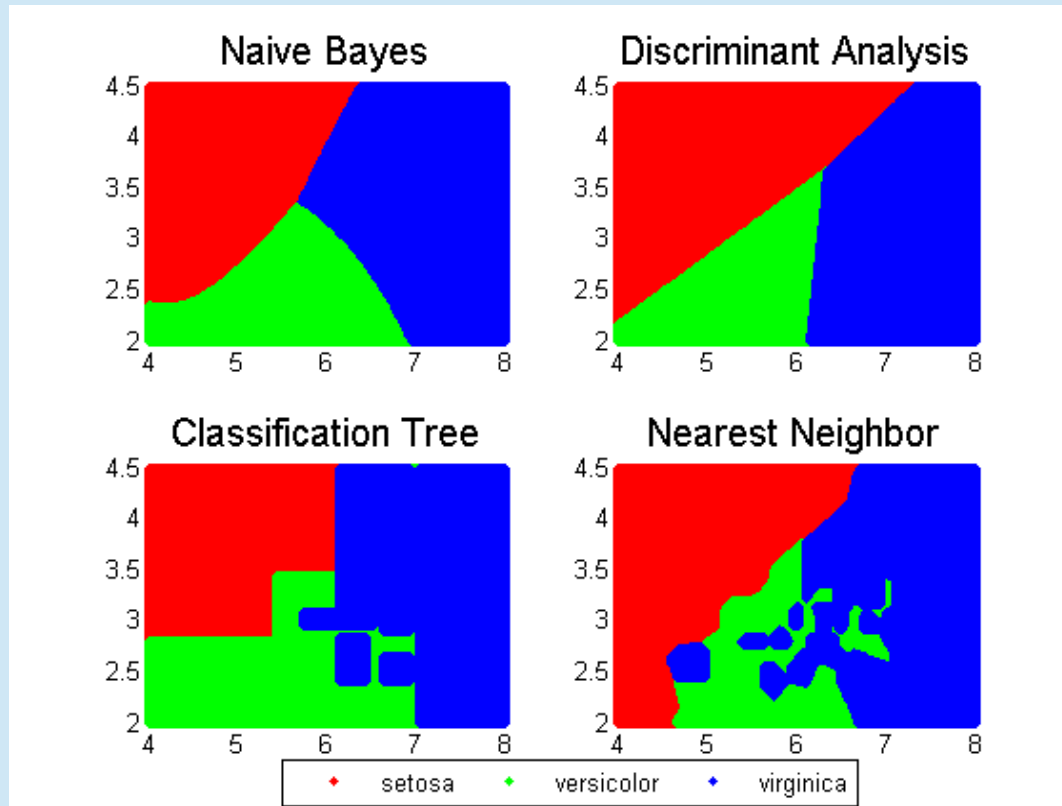 Naive Bayes
4.5
4
3.5
3
2.5
2
4 5 6 7 8
Discriminant Analysis
4.5
4
3.5
3
2.5
2
4 5 6 7 8
Classification Tree
4.5
4
3.5
3
2.5
2
4 5 6 7 8
Nearest Neighbor
4.5
4
3.5
3
2.5
2
4 5 6 7 8
setosa versicolor virginica